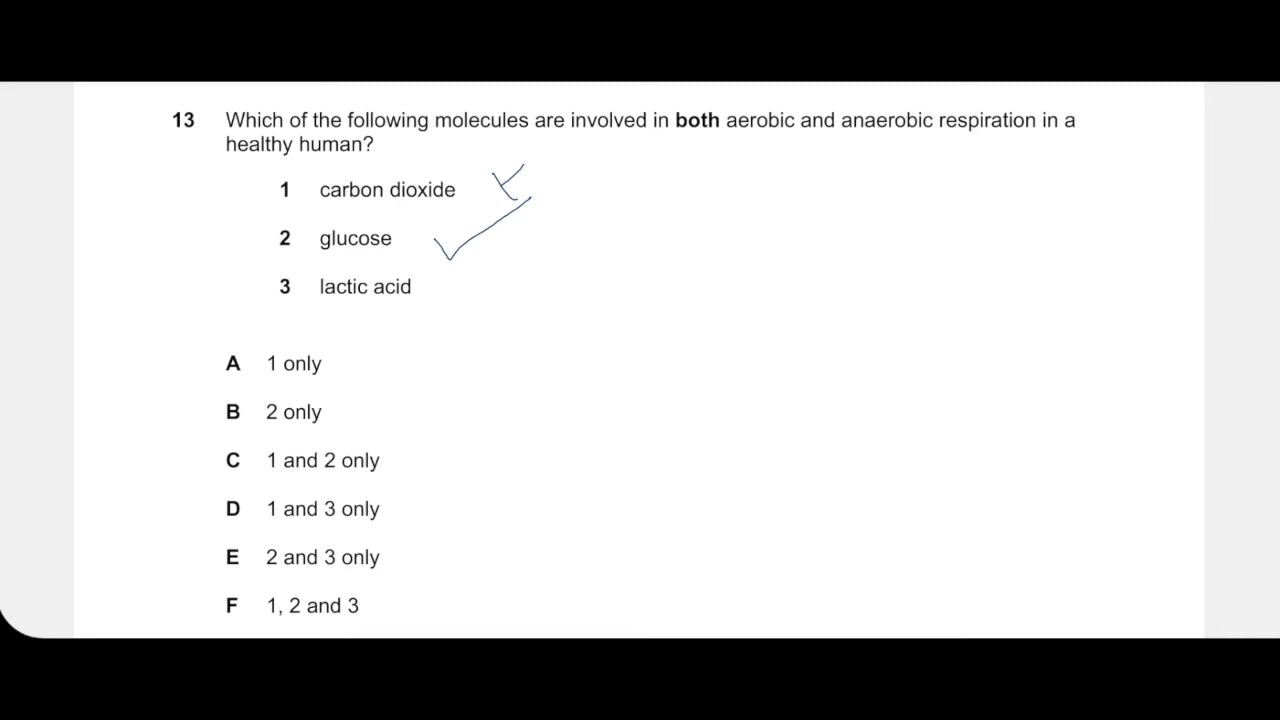 13 Which of the following molecules are involved in both aerobic and anaerobic respiration in a
healthy human?
1 carbon dioxide
2 glucose
3 lactic acid
A 1 only
B 2 only
C 1 and 2 only
D 1 and 3 only
E 2 and 3 only
F 1, 2 and 3